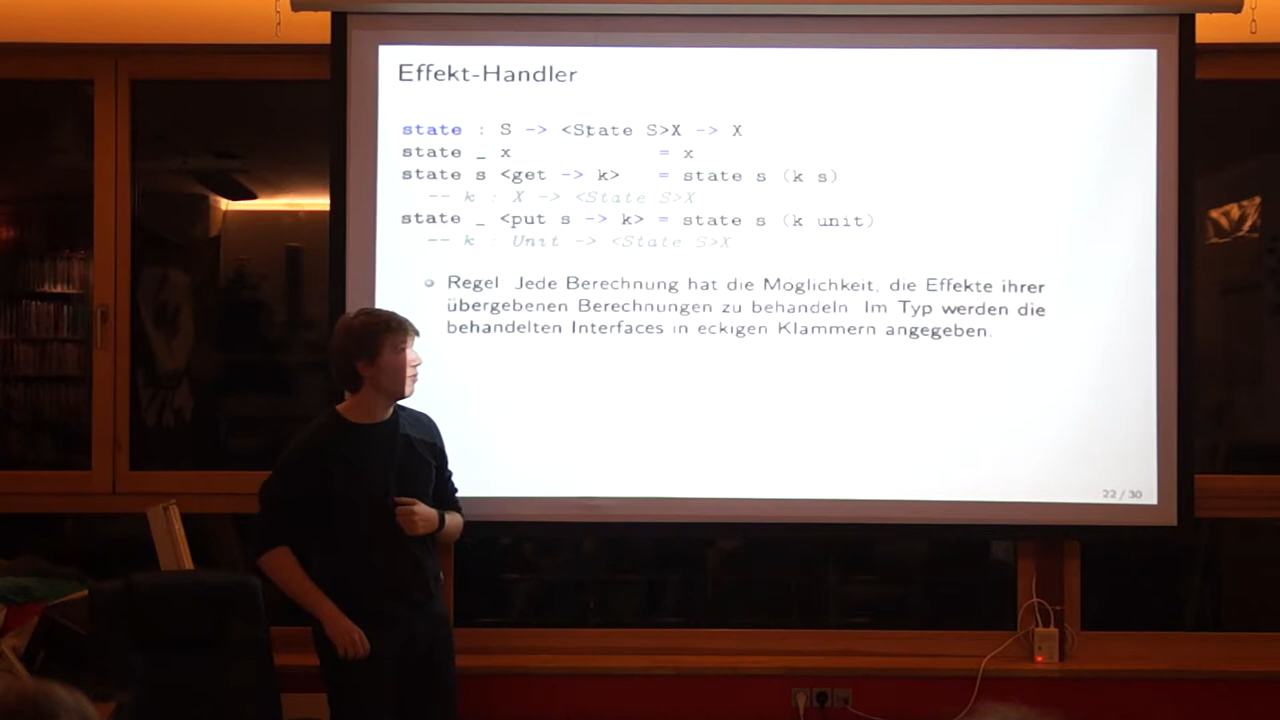 Effekt-Handler
state : S -> <State S>X -> X
state _ x = x
state s <get -> k> = state s (k s)
-- k : X -> <State S>X
state _ <put s -> k> = state s (k unit)
-- k : Unit -> <State S>X
Regel Jede Berechnung hat die Möglichkeit, die Effekte ihrer
übergebenen Berechnungen zu behandeln Im Typ werden die
behandelten Interfaces in eckigen Klammern angegeben.
22 / 30